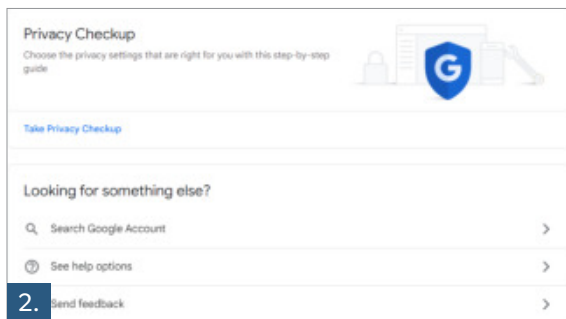 Privacy Checkup
Choose the privacy settings that are right for you with this step-by-step
guide
G
Take Privacy Checkup
Looking for something else?
Search Google Account
See help options
2.
Send feedback